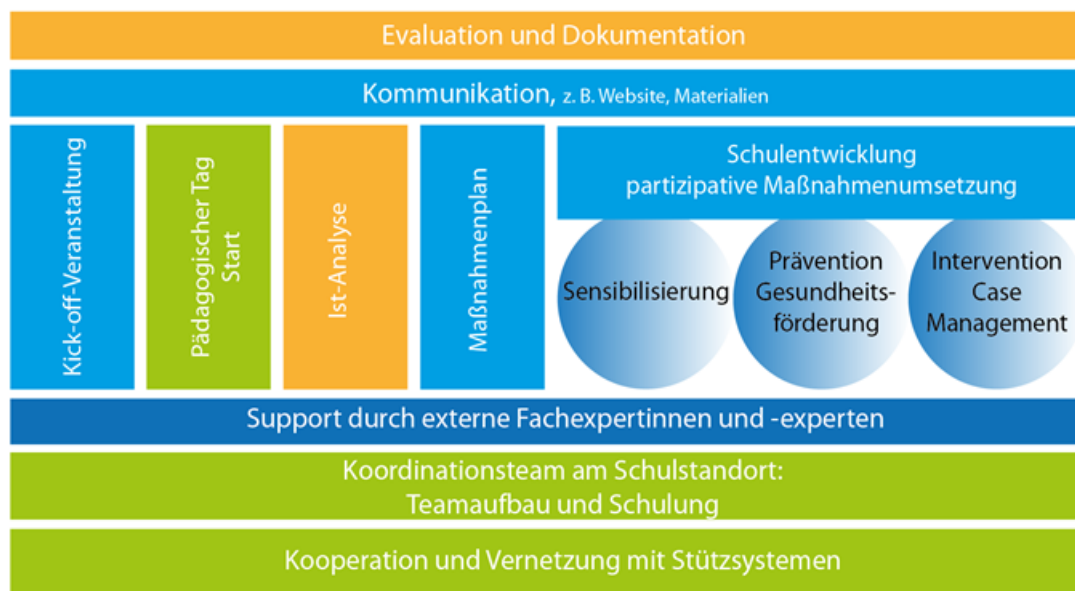 Evaluation und Dokumentation
Kommunikation, z. B. Website, Materialien
Kick-off-Veranstaltung
Pädagogischer Tag
Start
Ist-Analyse
Maßnahmenplan
Schulentwicklung
partizipative Maßnahmenumsetzung
Sensibilisierung
Prävention
Gesundheits-
förderung
Intervention
Case
Management
Support durch externe Fachexpertinnen und -experten
Koordinationsteam am Schulstandort:
Teamaufbau und Schulung
Kooperation und Vernetzung mit Stützsystemen